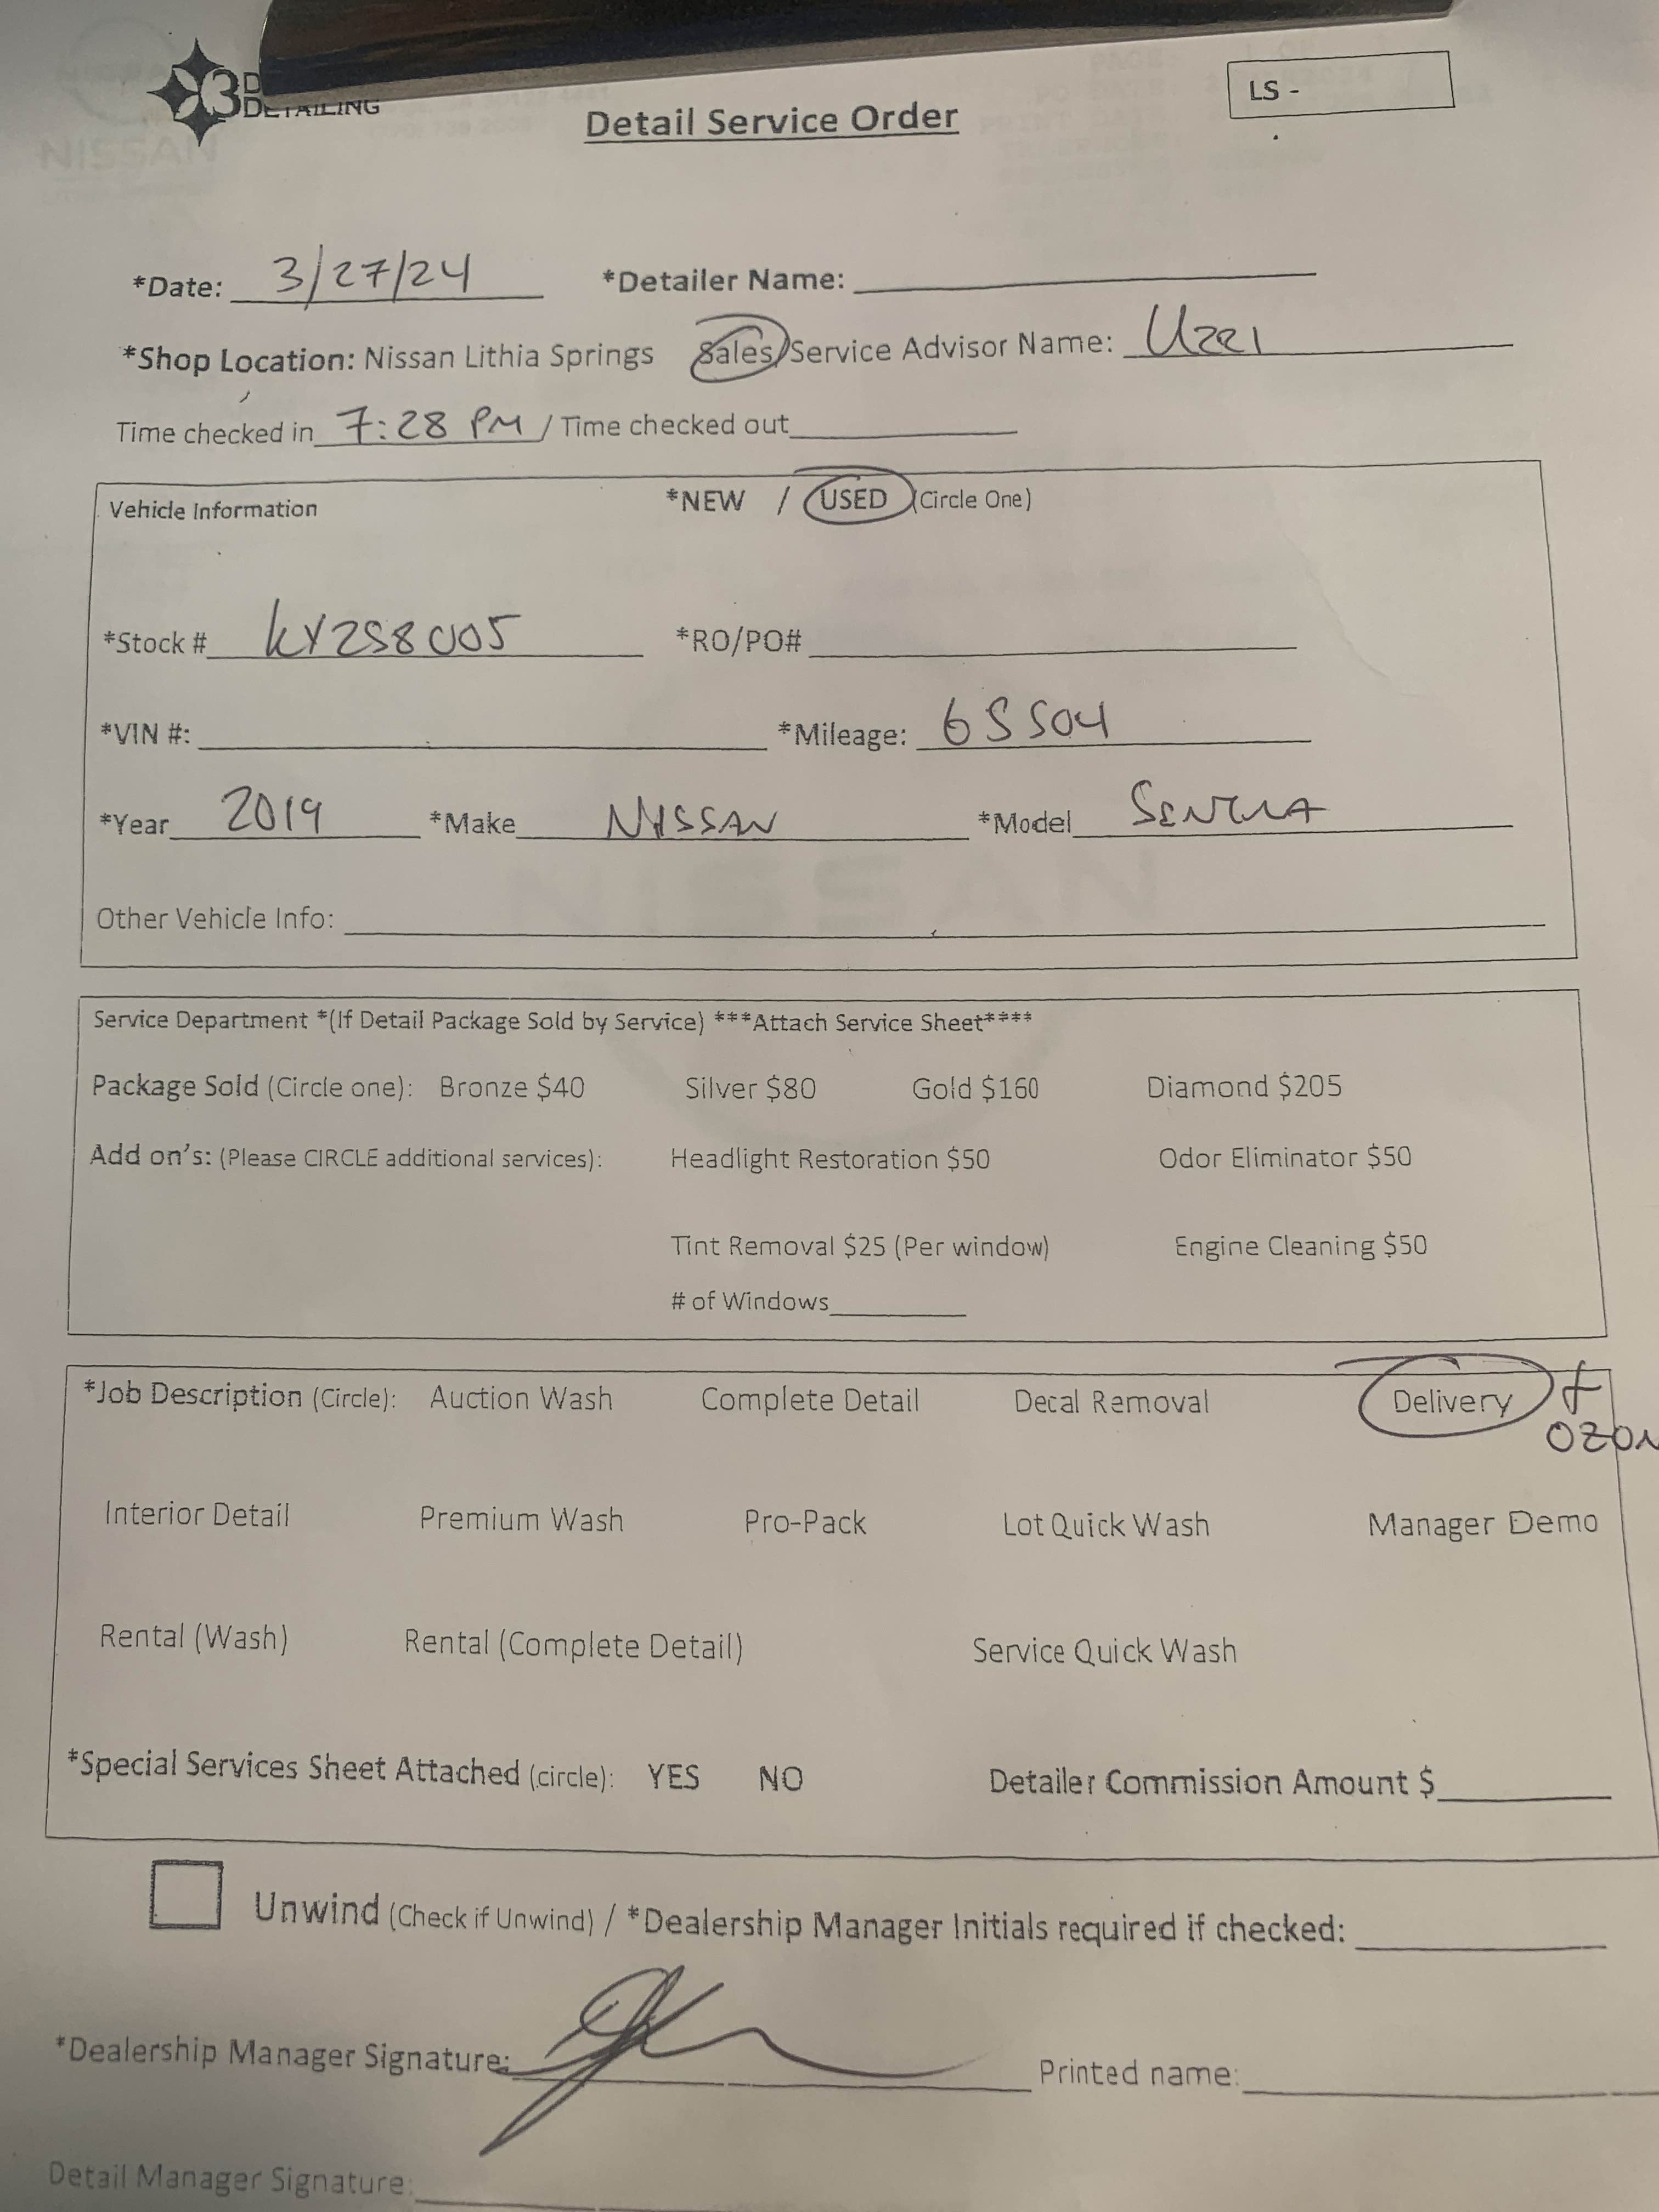 3D
DETAILING
Detail Service Order
LS -
NISSAN
*Date: 3/27/24 *Detailer Name:
*Shop Location: Nissan Lithia Springs Sales/Service Advisor Name: Uzzi
Time checked in 7:28 PM / Time checked out
Vehicle Information *NEW / USED (Circle One)
*Stock # KY258005 *RO/PO#
*VIN #: *Mileage: 65504
*Year 2019 *Make NISSAN *Model SENTRA
Other Vehicle Info:
Service Department *(If Detail Package Sold by Service) ***Attach Service Sheet****
Package Sold (Circle one): Bronze $40 Silver $80 Gold $160 Diamond $205
Add on's: (Please CIRCLE additional services): Headlight Restoration $50 Odor Eliminator $50
Tint Removal $25 (Per window) Engine Cleaning $50
# of Windows
*Job Description (Circle): Auction Wash Complete Detail Decal Removal Delivery +
OZON
Interior Detail Premium Wash Pro-Pack Lot Quick Wash Manager Demo
Rental (Wash) Rental (Complete Detail) Service Quick Wash
*Special Services Sheet Attached (circle): YES NO Detailer Commission Amount $
Unwind (Check if Unwind) / *Dealership Manager Initials required if checked:
*Dealership Manager Signature: Printed name:
Detail Manager Signature: